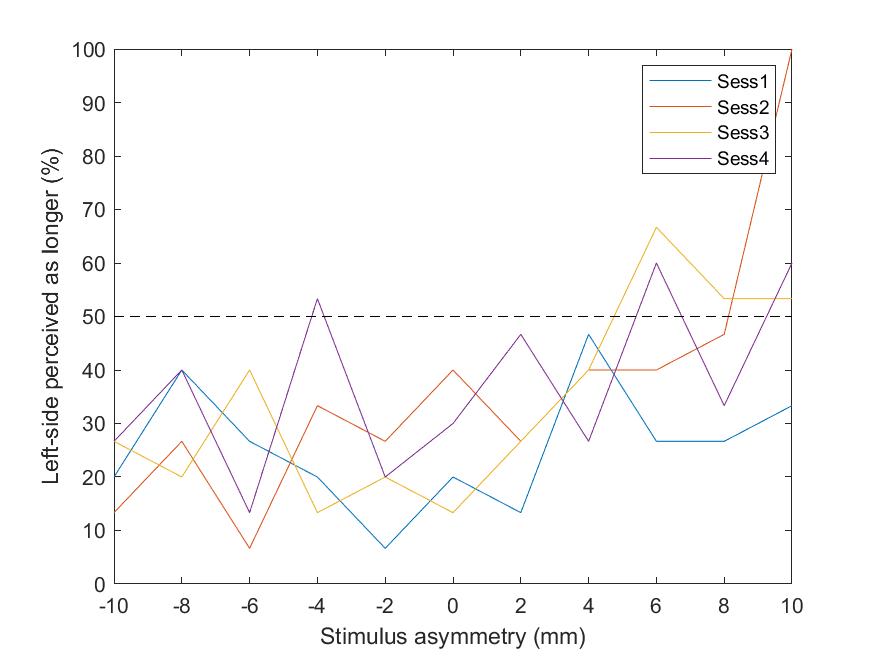 100
90
80
70
60
50
40
30
20
10
0
Left-side perceived as longer (%)
Sess1
Sess2
Sess3
Sess4
-10 -8 -6 -4 -2 0 2 4 6 8 10
Stimulus asymmetry (mm)